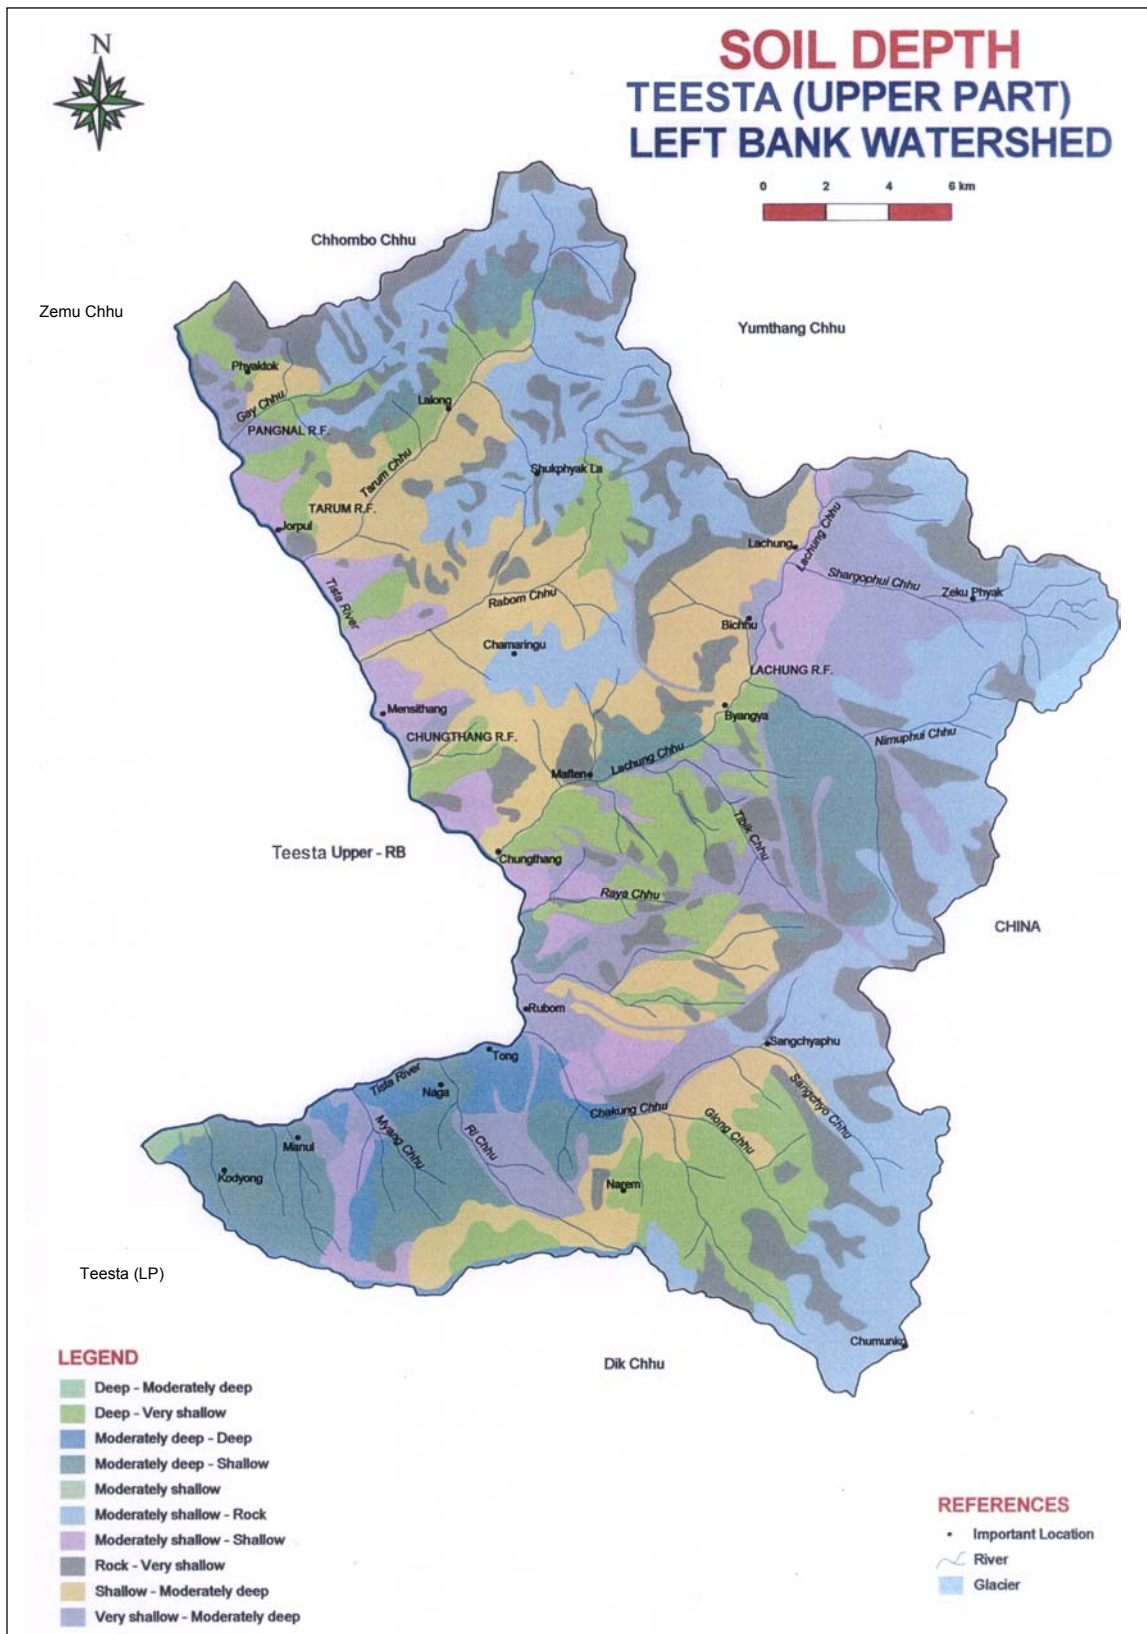 N
SOIL DEPTH
TEESTA (UPPER PART)
LEFT BANK WATERSHED
0 2 4 6 km
Chhombo Chhu
Zemu Chhu
Yumthang Chhu
Phyaktok
Gay Chhu
Lalong
PANGNAL R.F.
Tarum Chhu
Shukphyak La
TARUM R.F.
Jorpul
Lachung
Lachung Chhu
Shargophui Chhu
Zeku Phyak
Tista River
Rabom Chhu
Bichhu
Chamaringu
LACHUNG R.F.
Mensithang
Byangya
CHUNGTHANG R.F.
Nimuphui Chhu
Lachung Chhu
Maflen
Tibik Chhu
Teesta Upper - RB
Chungthang
Raya Chhu
CHINA
Rubom
Sangchyaphu
Tong
Tista River
Naga
Sangchyo Chhu
Chakung Chhu
Glong Chhu
Myang Chhu
Ri Chhu
Manul
Kodyong
Narem
Teesta (LP)
Chumunko
Dik Chhu
LEGEND
Deep - Moderately deep
Deep - Very shallow
Moderately deep - Deep
Moderately deep - Shallow
Moderately shallow
Moderately shallow - Rock
Moderately shallow - Shallow
Rock - Very shallow
Shallow - Moderately deep
Very shallow - Moderately deep
REFERENCES
Important Location
River
Glacier